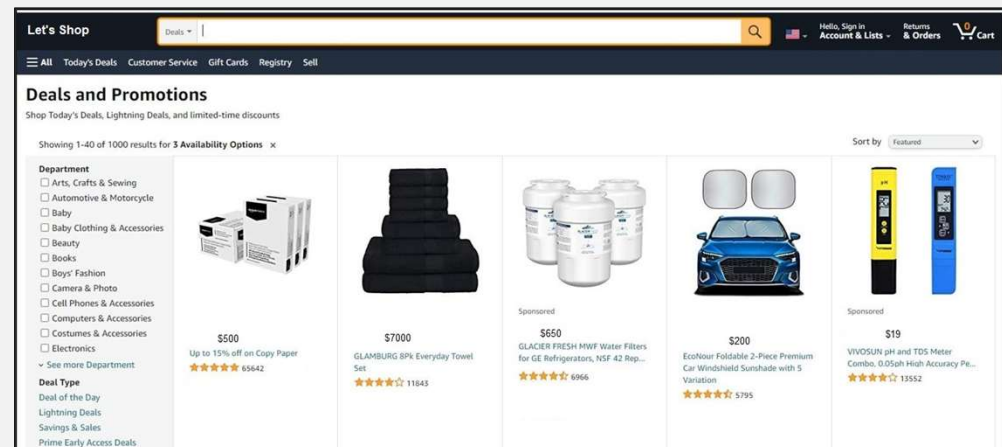 Let's Shop
Deals
Hello, Sign in
Account & Lists
Returns
& Orders
0
Cart
All Today's Deals Customer Service Gift Cards Registry Sell
Deals and Promotions
Shop Today's Deals, Lightning Deals, and limited-time discounts
Showing 1-40 of 1000 results for 3 Availability Options x
Sort by Featured
Department
Arts, Crafts & Sewing
Automotive & Motorcycle
Baby
Baby Clothing & Accessories
Beauty
Books
Boys' Fashion
Camera & Photo
Cell Phones & Accessories
Computers & Accessories
Costumes & Accessories
Electronics
See more Department
Deal Type
Deal of the Day
Lightning Deals
Savings & Sales
Prime Early Access Deals
$500
Up to 15% off on Copy Paper
65642
$7000
GLAMBURG 8Pk Everyday Towel
Set
11843
Sponsored
$650
GLACIER FRESH MWF Water Filters
for GE Refrigerators, NSF 42 Rep...
6966
$200
EcoNour Foldable 2-Piece Premium
Car Windshield Sunshade with 5
Variation
5795
pH
Sponsored
$19
VIVOSUN pH and TDS Meter
Combo, 0.05ph High Accuracy Pe...
13552